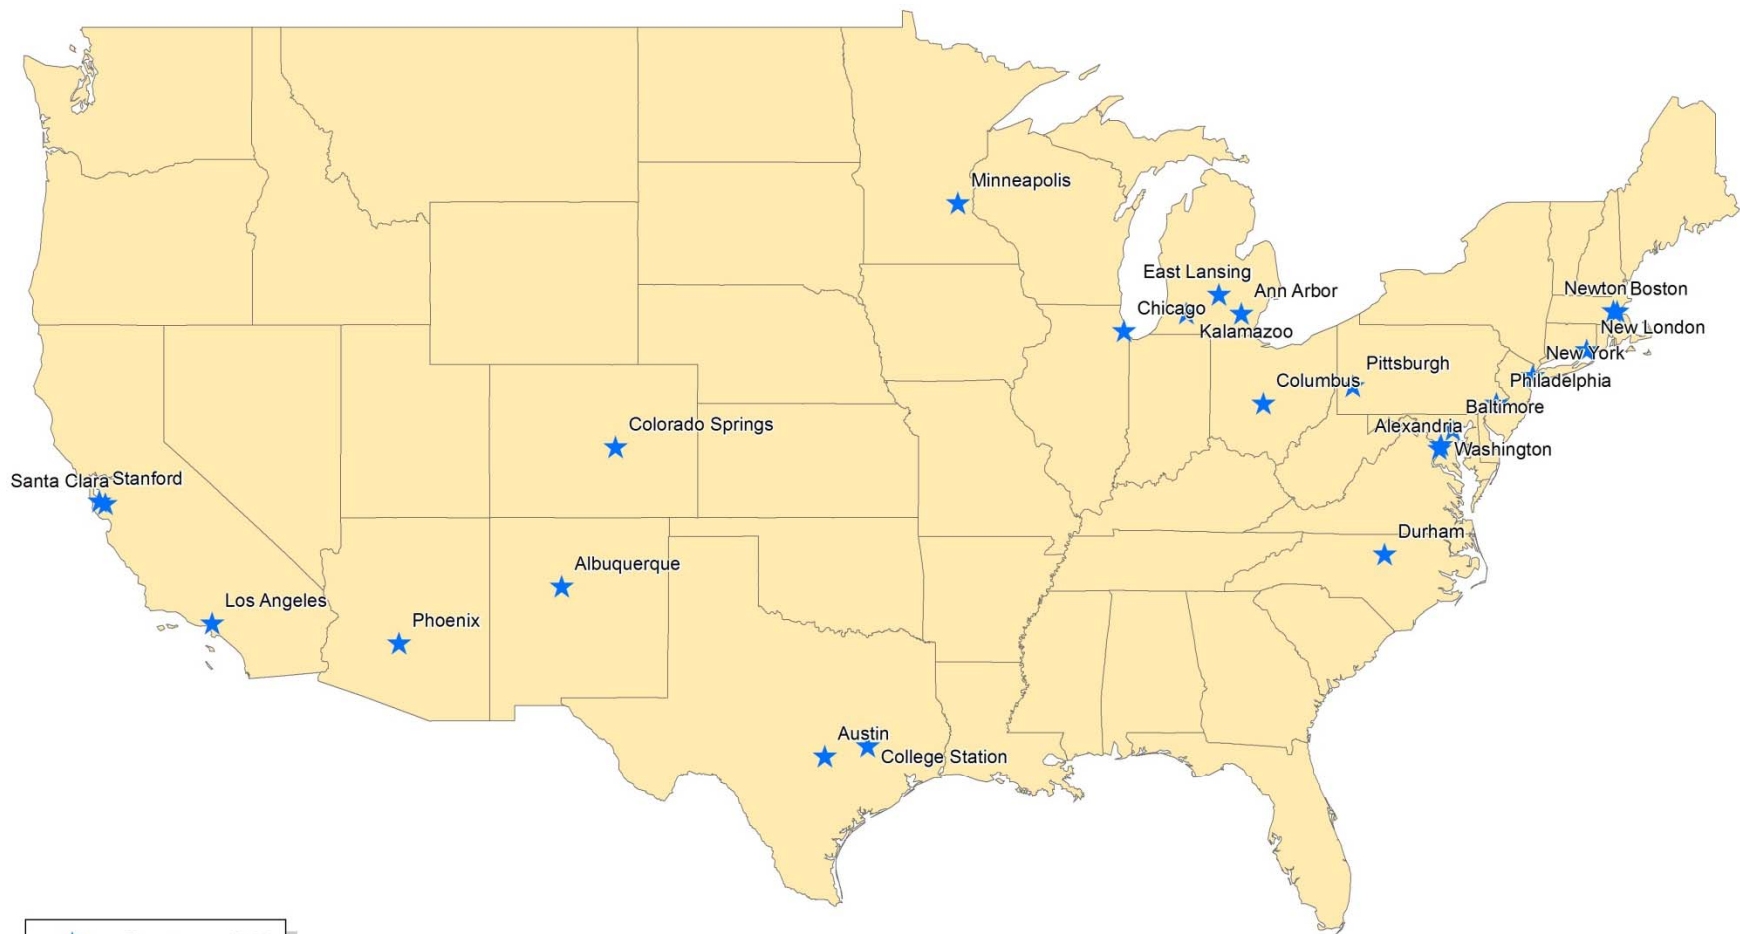 Minneapolis
East Lansing
Ann Arbor
Newton
Boston
Chicago
Kalamazoo
New London
New York
Pittsburgh
Columbus
Philadelphia
Baltimore
Alexandria
Washington
Colorado Springs
Santa Clara
Stanford
Durham
Albuquerque
Los Angeles
Phoenix
Austin
College Station